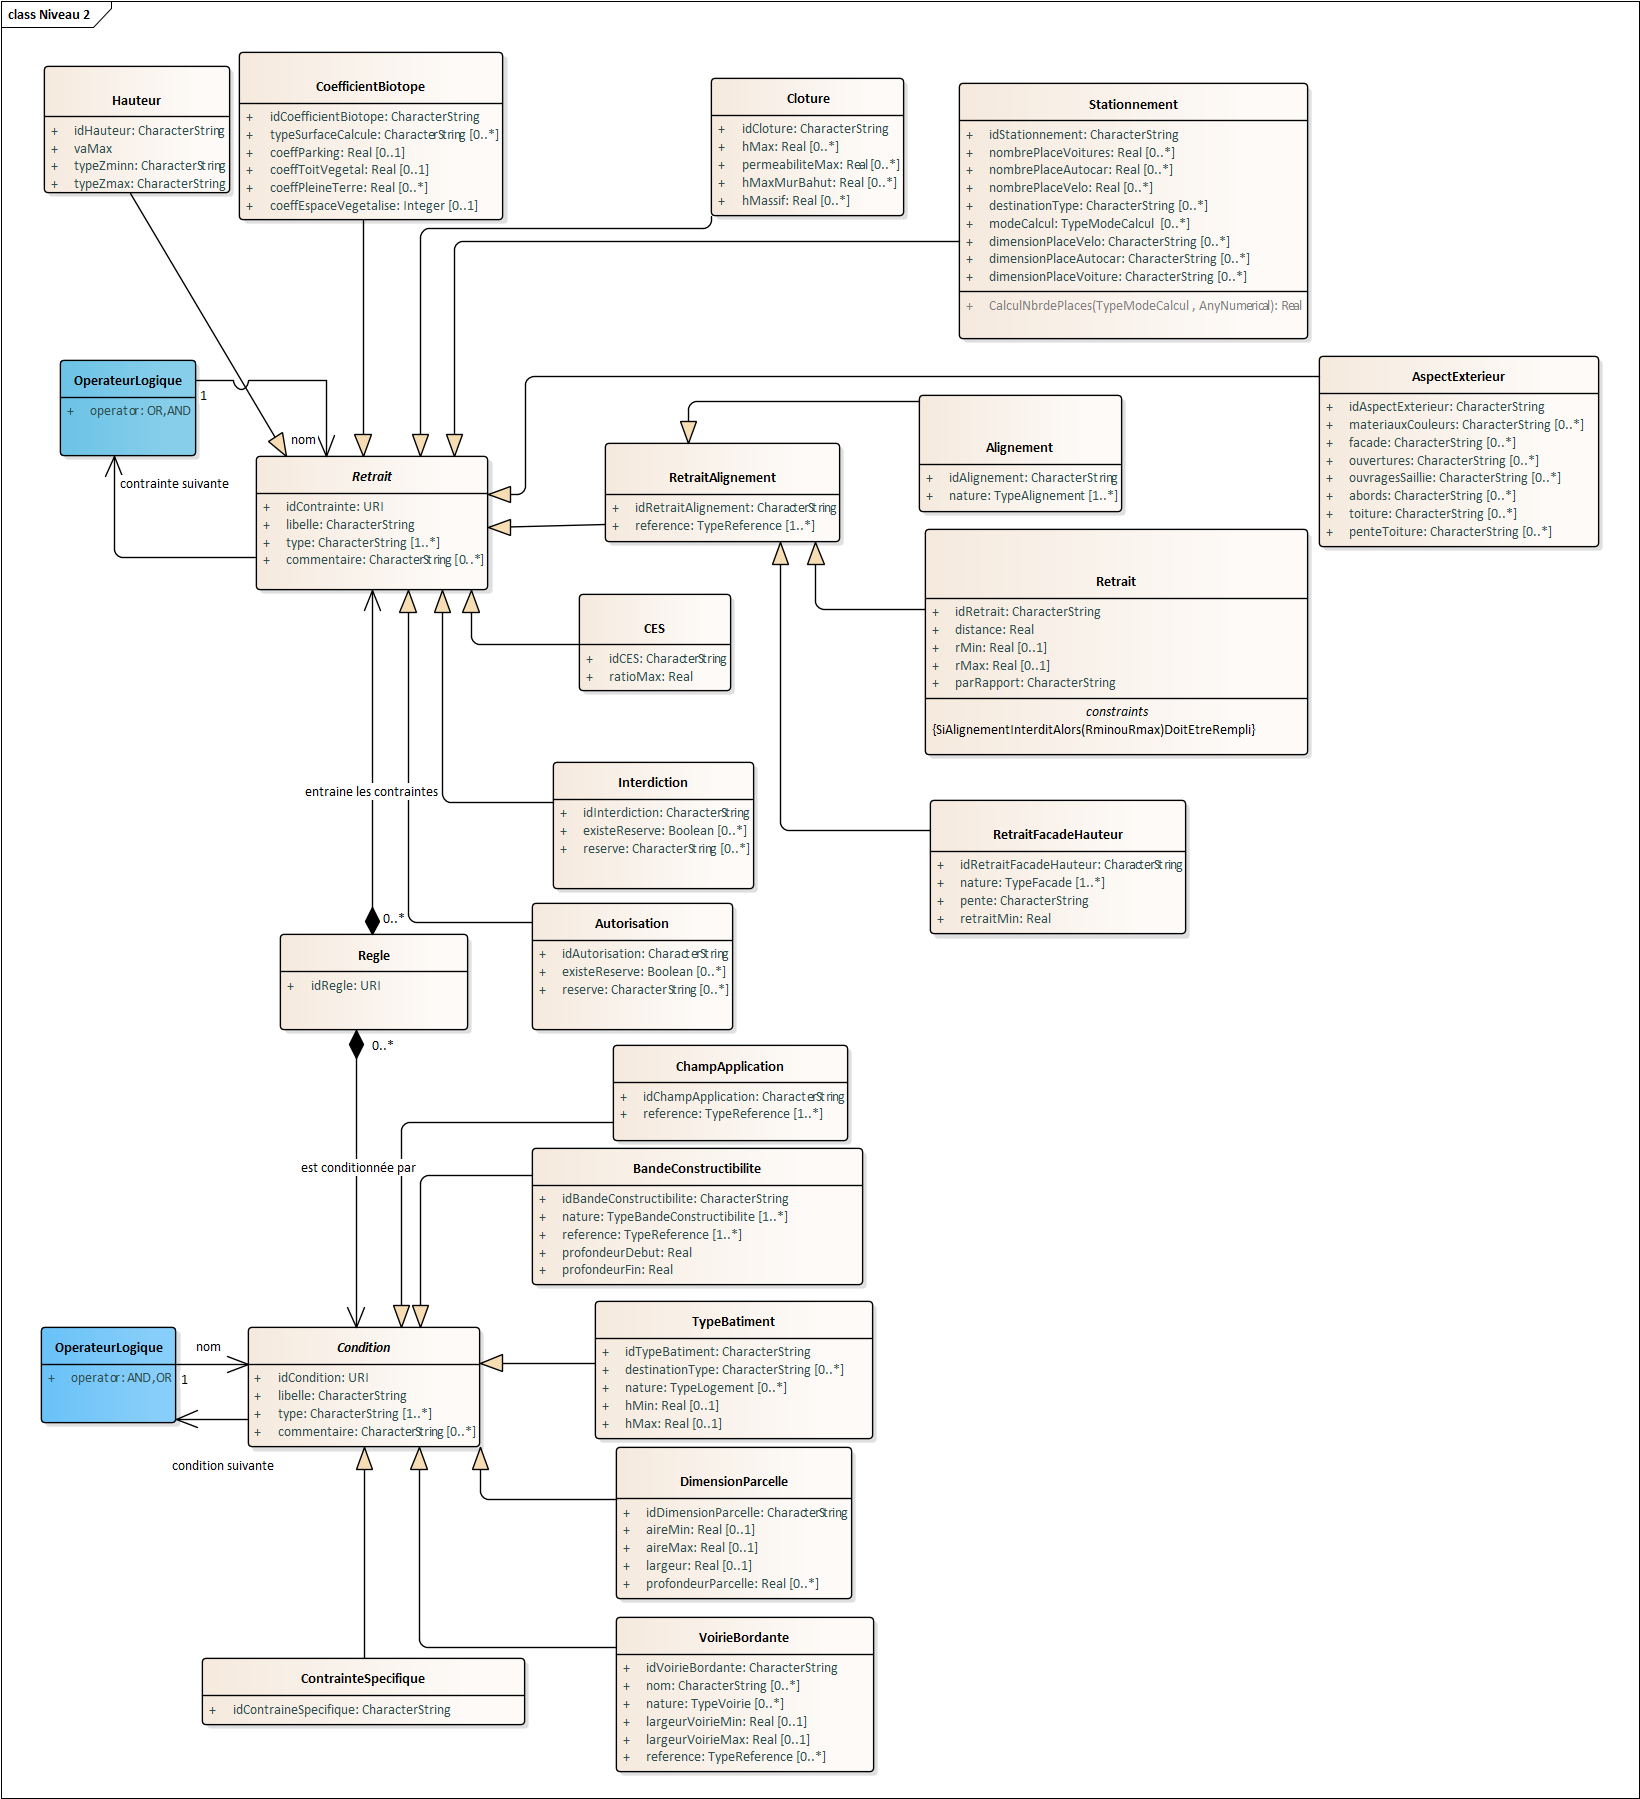 class Niveau 2
Hauteur
+ idHauteur: CharacterString
+ vaMax
+ typeZminn: CharacterString
+ typeZmax: CharacterString
CoefficientBiotope
+ idCoefficientBiotope: CharacterString
+ typeSurfaceCalcule: CharacterString [0..*]
+ coeffParking: Real [0..1]
+ coeffToitVegetal: Real [0..1]
+ coeffPleineTerre: Real [0..*]
+ coeffEspaceVegetalise: Integer [0..1]
Cloture
+ idCloture: CharacterString
+ hMax: Real [0..*]
+ permeabiliteMax: Real [0..*]
+ hMaxMurBahut: Real [0..*]
+ hMassif: Real [0..*]
Stationnement
+ idStationnement: CharacterString
+ nombrePlaceVoitures: Real [0..*]
+ nombrePlaceAutocar: Real [0..*]
+ nombrePlaceVelo: Real [0..*]
+ destinationType: CharacterString [0..*]
+ modeCalcul: TypeModeCalcul [0..*]
+ dimensionPlaceVelo: CharacterString [0..*]
+ dimensionPlaceAutocar: CharacterString [0..*]
+ dimensionPlaceVoiture: CharacterString [0..*]
+ CalculNbrdePlaces(TypeModeCalcul , AnyNumerical): Real
OperateurLogique
+ operator: OR,AND
1
nom
contrainte suivante
Retrait
+ idContrainte: URI
+ libelle: CharacterString
+ type: CharacterString [1..*]
+ commentaire: CharacterString [0..*]
RetraitAlignement
+ idRetraitAlignement: CharacterString
+ reference: TypeReference [1..*]
Alignement
+ idAlignement: CharacterString
+ nature: TypeAlignement [1..*]
AspectExterieur
+ idAspectExterieur: CharacterString
+ materiauxCouleurs: CharacterString [0..*]
+ facade: CharacterString [0..*]
+ ouvertures: CharacterString [0..*]
+ ouvragesSaillie: CharacterString [0..*]
+ abords: CharacterString [0..*]
+ toiture: CharacterString [0..*]
+ penteToiture: CharacterString [0..*]
Retrait
+ idRetrait: CharacterString
+ distance: Real
+ rMin: Real [0..1]
+ rMax: Real [0..1]
+ parRapport: CharacterString
constraints
{SiAlignementInterditAlors(RminouRmax)DoitEtreRempli}
CES
+ idCES: CharacterString
+ ratioMax: Real
entraine les contraintes
Interdiction
+ idInterdiction: CharacterString
+ existeReserve: Boolean [0..*]
+ reserve: CharacterString [0..*]
RetraitFacadeHauteur
+ idRetraitFacadeHauteur: CharacterString
+ nature: TypeFacade [1..*]
+ pente: CharacterString
+ retraitMin: Real
0..*
Autorisation
+ idAutorisation: CharacterString
+ existeReserve: Boolean [0..*]
+ reserve: CharacterString [0..*]
Regle
+ idRegle: URI
0..*
ChampApplication
+ idChampApplication: CharacterString
+ reference: TypeReference [1..*]
est conditionnée par
BandeConstructibilite
+ idBandeConstructibilite: CharacterString
+ nature: TypeBandeConstructibilite [1..*]
+ reference: TypeReference [1..*]
+ profondeurDebut: Real
+ profondeurFin: Real
OperateurLogique
+ operator: AND,OR
nom
1
condition suivante
Condition
+ idCondition: URI
+ libelle: CharacterString
+ type: CharacterString [1..*]
+ commentaire: CharacterString [0..*]
TypeBatiment
+ idTypeBatiment: CharacterString
+ destinationType: CharacterString [0..*]
+ nature: TypeLogement [0..*]
+ hMin: Real [0..1]
+ hMax: Real [0..1]
DimensionParcelle
+ idDimensionParcelle: CharacterString
+ aireMin: Real [0..1]
+ aireMax: Real [0..1]
+ largeur: Real [0..1]
+ profondeurParcelle: Real [0..*]
ContrainteSpecifique
+ idContraineSpecifique: CharacterString
VoirieBordante
+ idVoirieBordante: CharacterString
+ nom: CharacterString [0..*]
+ nature: TypeVoirie [0..*]
+ largeurVoirieMin: Real [0..1]
+ largeurVoirieMax: Real [0..1]
+ reference: TypeReference [0..*]